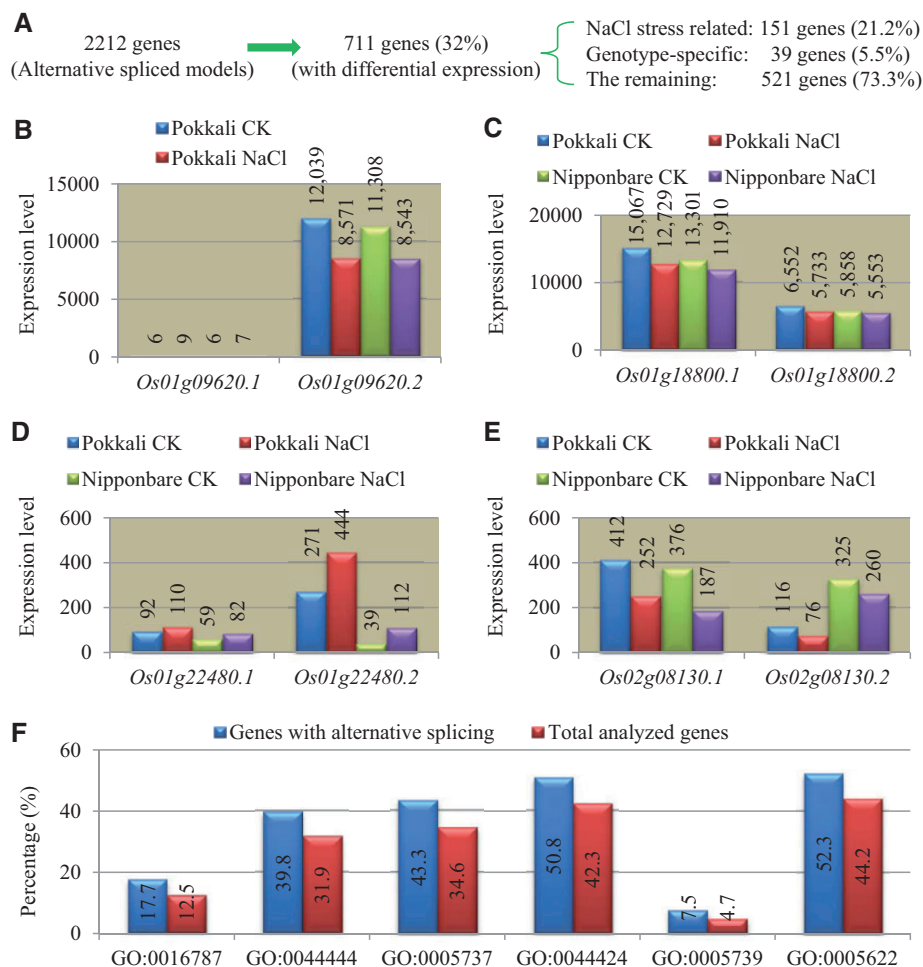 A
2212 genes
(Alternative spliced models)
711 genes (32%)
(with differential expression)
NaCl stress related: 151 genes (21.2%)
Genotype-specific: 39 genes (5.5%)
The remaining: 521 genes (73.3%)
B
Pokkali CK
Pokkali NaCl
Expression level
15000
10000
5000
0
6 9 6 7
12,039 8,571 11,308 8,543
Os01g09620.1 Os01g09620.2
C
Pokkali CK Pokkali NaCl
Nipponbare CK Nipponbare NaCl
Expression level
20000
10000
0
15,067 12,729 13,301 11,910
6,552 5,733 5,858 5,553
Os01g18800.1 Os01g18800.2
D
Pokkali CK Pokkali NaCl
Nipponbare CK Nipponbare NaCl
Expression level
600
400
200
0
92 110 59 82
271 444 39 112
Os01g22480.1 Os01g22480.2
E
Pokkali CK Pokkali NaCl
Nipponbare CK Nipponbare NaCl
Expression level
600
400
200
0
412 252 376 187
116 76 325 260
Os02g08130.1 Os02g08130.2
F
Genes with alternative splicing Total analyzed genes
Percentage (%)
60
40
20
0
17.7 12.5
39.8 31.9
43.3 34.6
50.8 42.3
7.5 4.7
52.3 44.2
GO:0016787 GO:0044444 GO:0005737 GO:0044424 GO:0005739 GO:0005622